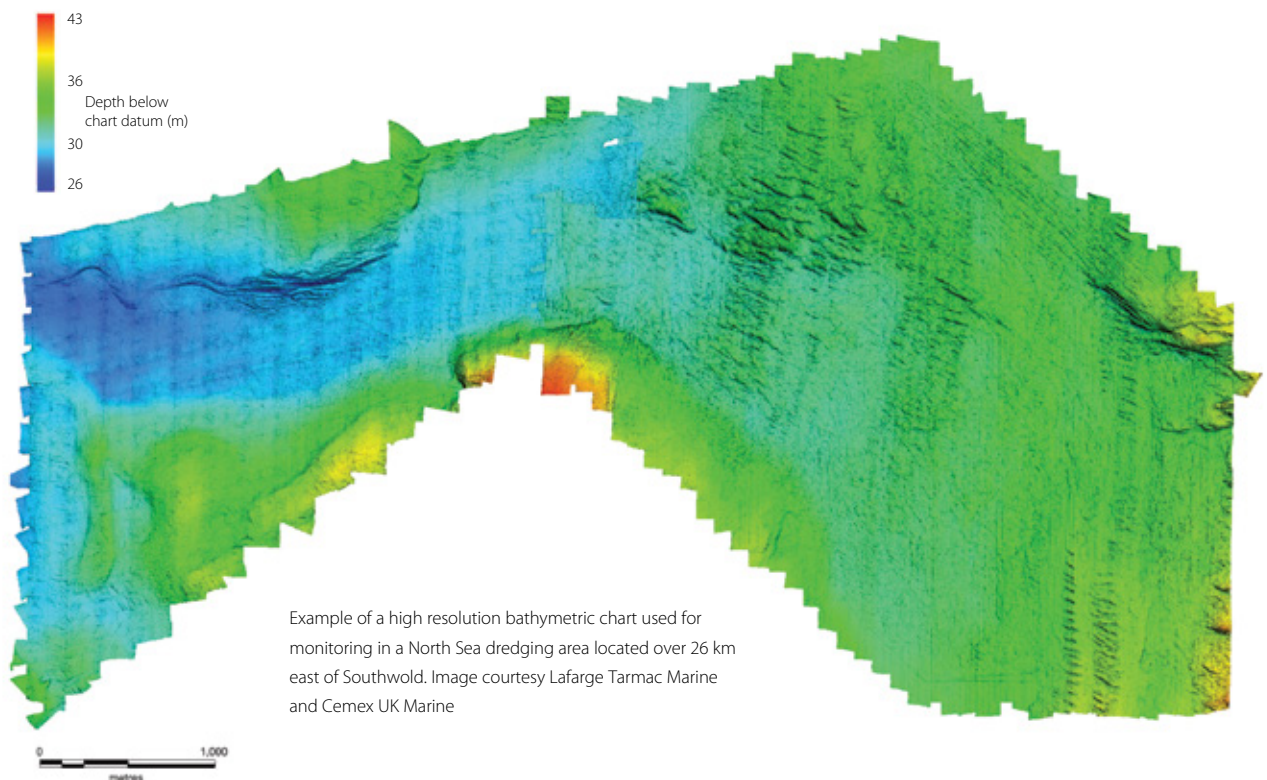 43
36
Depth below
chart datum (m)
30
26
Example of a high resolution bathymetric chart used for
monitoring in a North Sea dredging area located over 26 km
east of Southwold. Image courtesy Lafarge Tarmac Marine
and Cemex UK Marine
0 1,000
metres